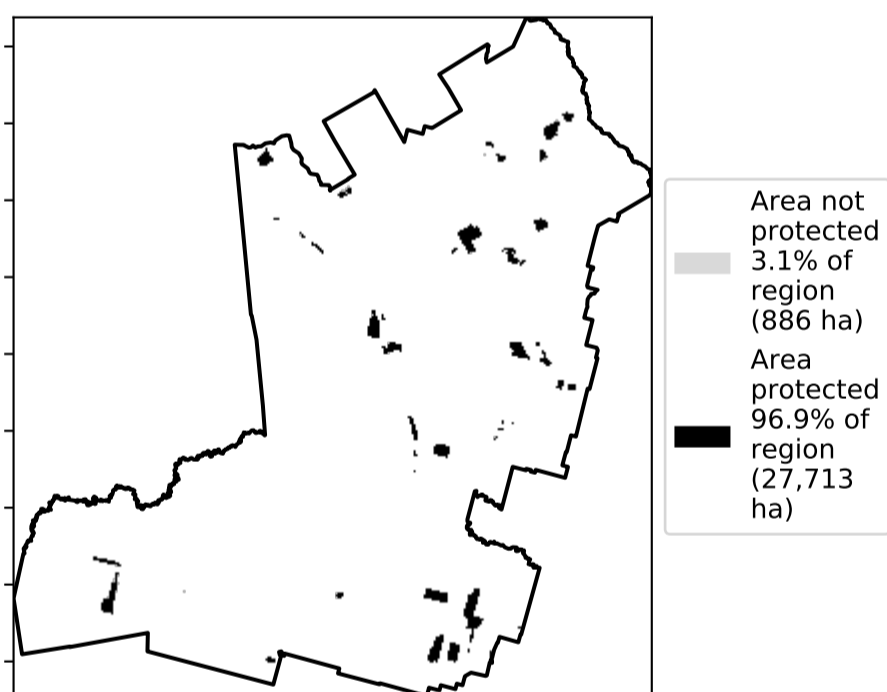 Area not
protected
3.1% of
region
(886 ha)
Area
protected
96.9% of
region
(27,713
ha)